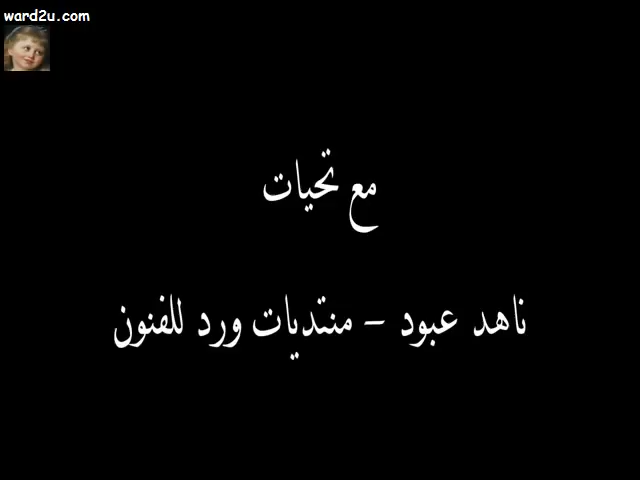 ward2u.com
مع تحيات
ناهد عبود - منتديات ورد للفنون